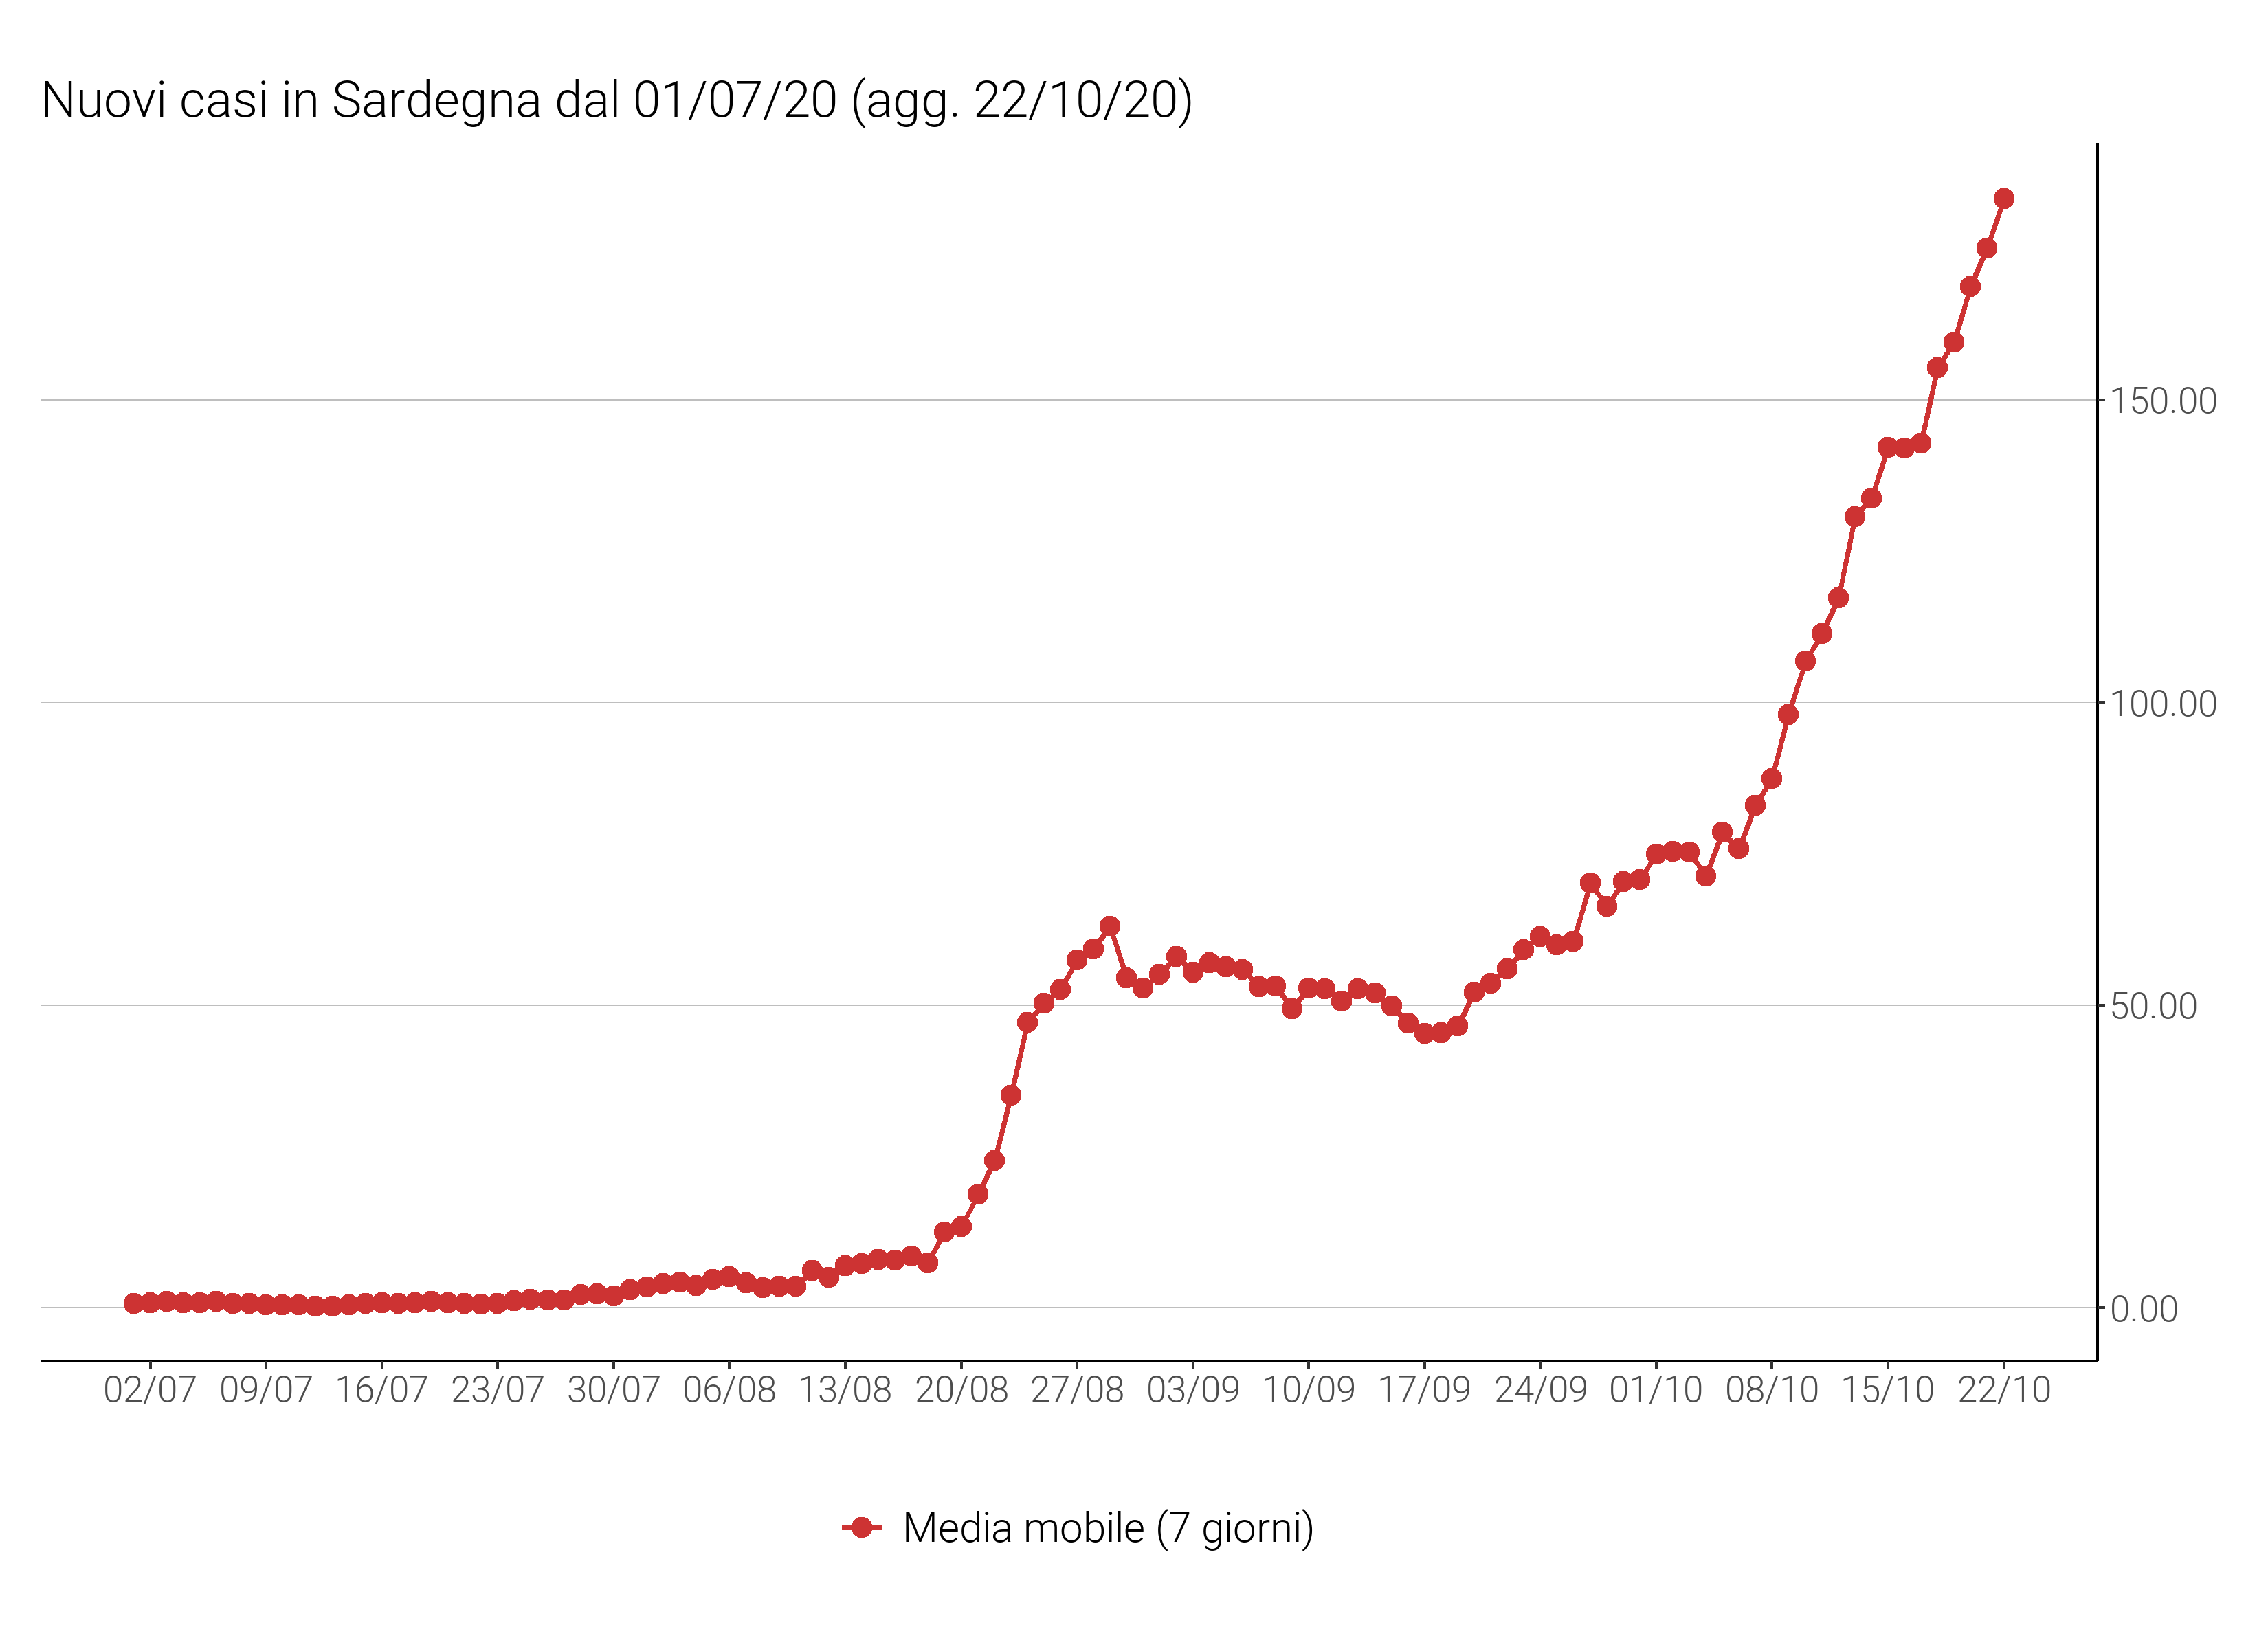 Nuovi casi in Sardegna dal 01/07/20 (agg. 22/10/20)
150.00
100.00
50.00
0.00
02/07 09/07 16/07 23/07 30/07 06/08 13/08 20/08 27/08 03/09 10/09 17/09 24/09 01/10 08/10 15/10 22/10
Media mobile (7 giorni)